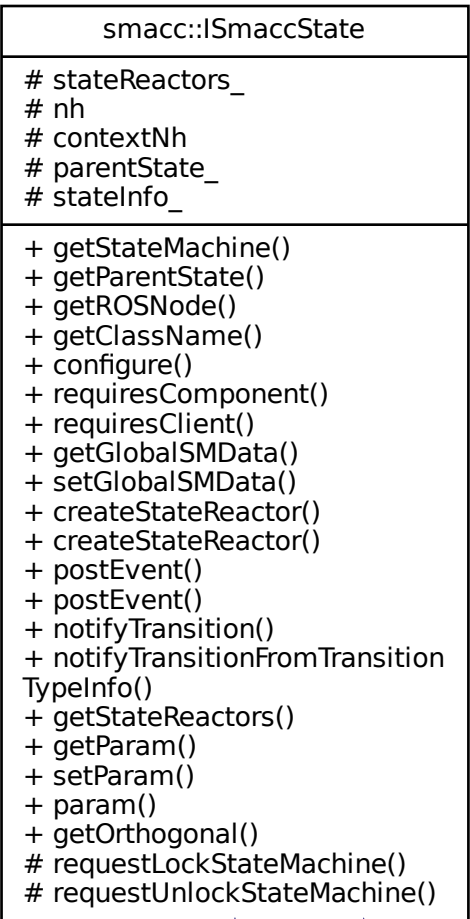 smacc::ISmaccState
# stateReactors_
# nh
# contextNh
# parentState_
# stateInfo_
+ getStateMachine()
+ getParentState()
+ getROSNode()
+ getClassName()
+ configure()
+ requiresComponent()
+ requiresClient()
+ getGlobalSMData()
+ setGlobalSMData()
+ createStateReactor()
+ createStateReactor()
+ postEvent()
+ postEvent()
+ notifyTransition()
+ notifyTransitionFromTransition
TypeInfo()
+ getStateReactors()
+ getParam()
+ setParam()
+ param()
+ getOrthogonal()
# requestLockStateMachine()
# requestUnlockStateMachine()